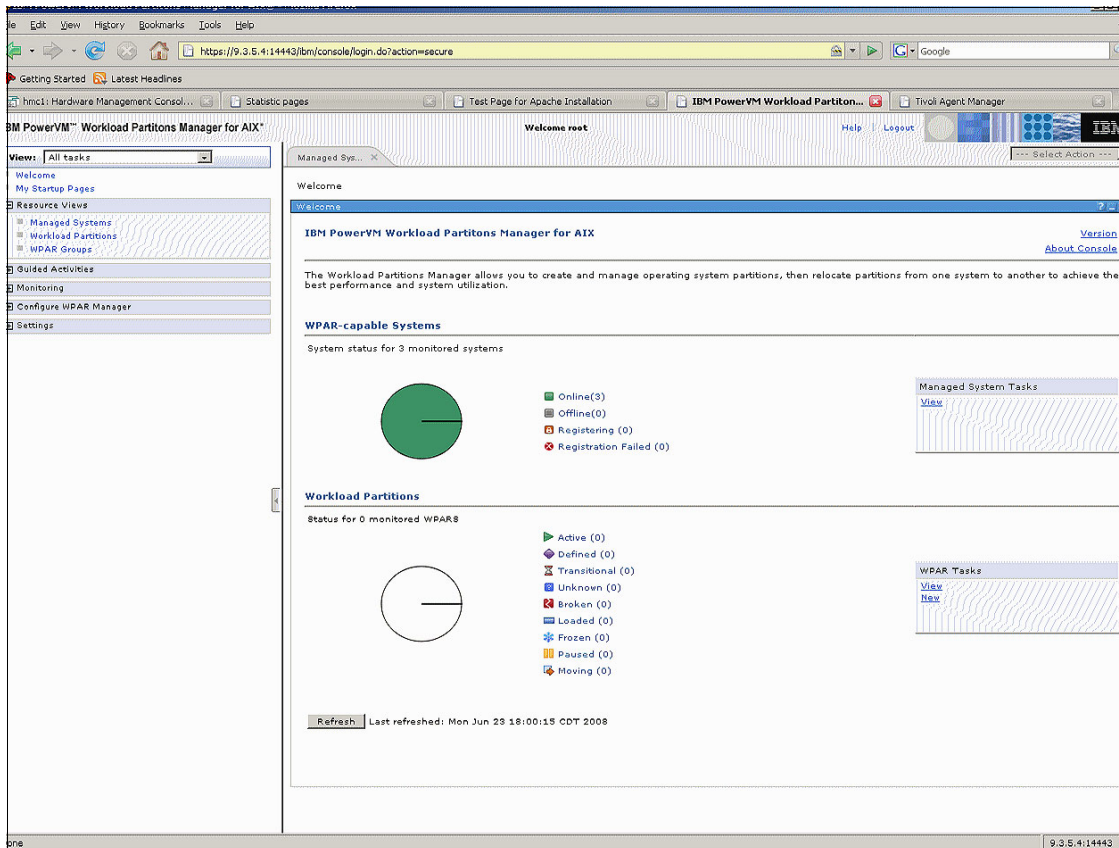 File Edit View History Bookmarks Tools Help
https://9.3.5.4:14443/ibm/console/login.do?action=secure
G Google
Getting Started Latest Headlines
hmc1: Hardware Management Consol... Statistic pages Test Page for Apache Installation IBM PowerVM Workload Partiton... Tivoli Agent Manager
BM PowerVM™ Workload Partitons Manager for AIX® Welcome root Help Logout IBM
View: All tasks
Managed Sys... --- Select Action ---
Welcome
My Startup Pages
Resource Views
Managed Systems
Workload Partitions
WPAR Groups
Guided Activities
Monitoring
Configure WPAR Manager
Settings
Welcome
Welcome
IBM PowerVM Workload Partitons Manager for AIX
Version
About Console
The Workload Partitions Manager allows you to create and manage operating system partitions, then relocate partitions from one system to another to achieve the
best performance and system utilization.
WPAR-capable Systems
System status for 3 monitored systems
Online(3)
Offline(0)
Registering (0)
Registration Failed (0)
Managed System Tasks
View
Workload Partitions
Status for 0 monitored WPARS
Active (0)
Defined (0)
Transitional (0)
Unknown (0)
Broken (0)
Loaded (0)
Frozen (0)
Paused (0)
Moving (0)
WPAR Tasks
View
New
Refresh Last refreshed: Mon Jun 23 18:00:15 CDT 2008
one 9.3.5.4:14443